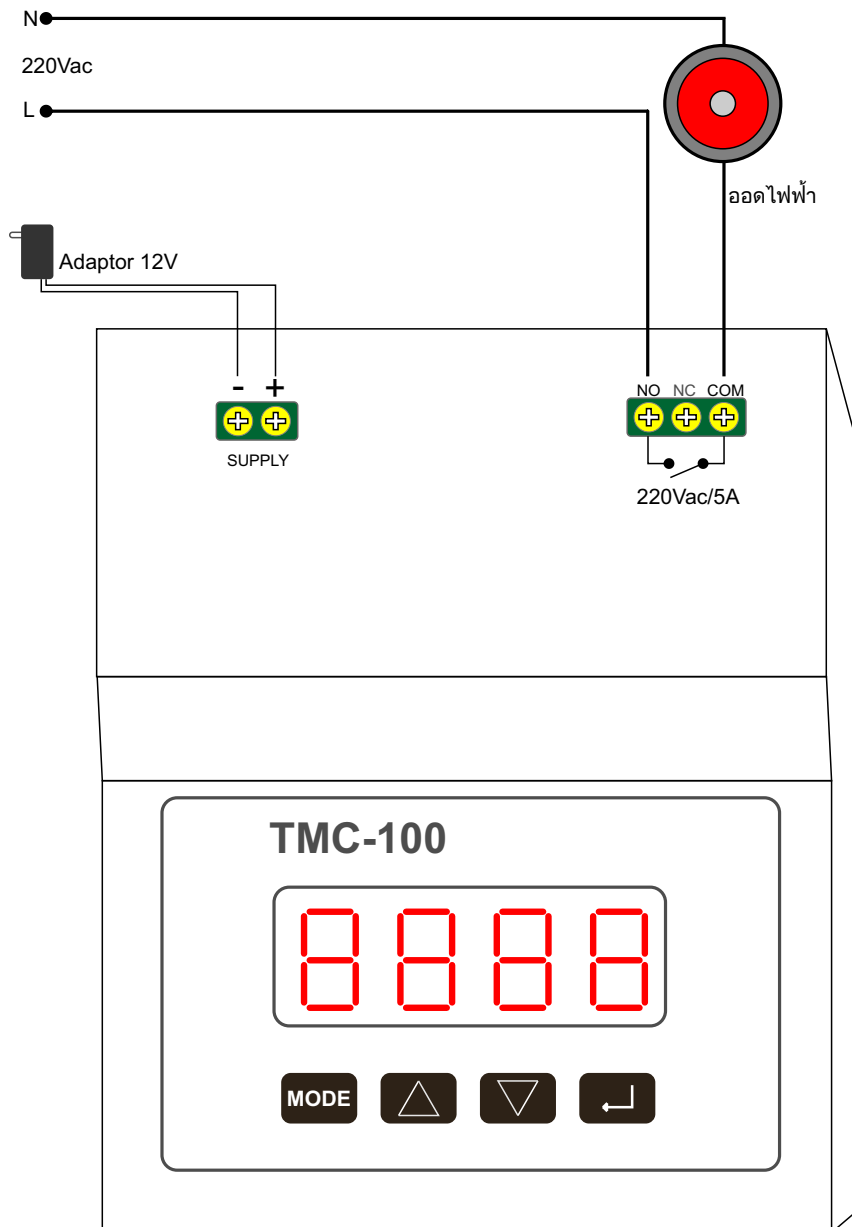 N
220Vac
L
ออดไฟฟ้า
Adaptor 12V
- +
SUPPLY
NO NC COM
220Vac/5A
TMC-100
8888
MODE